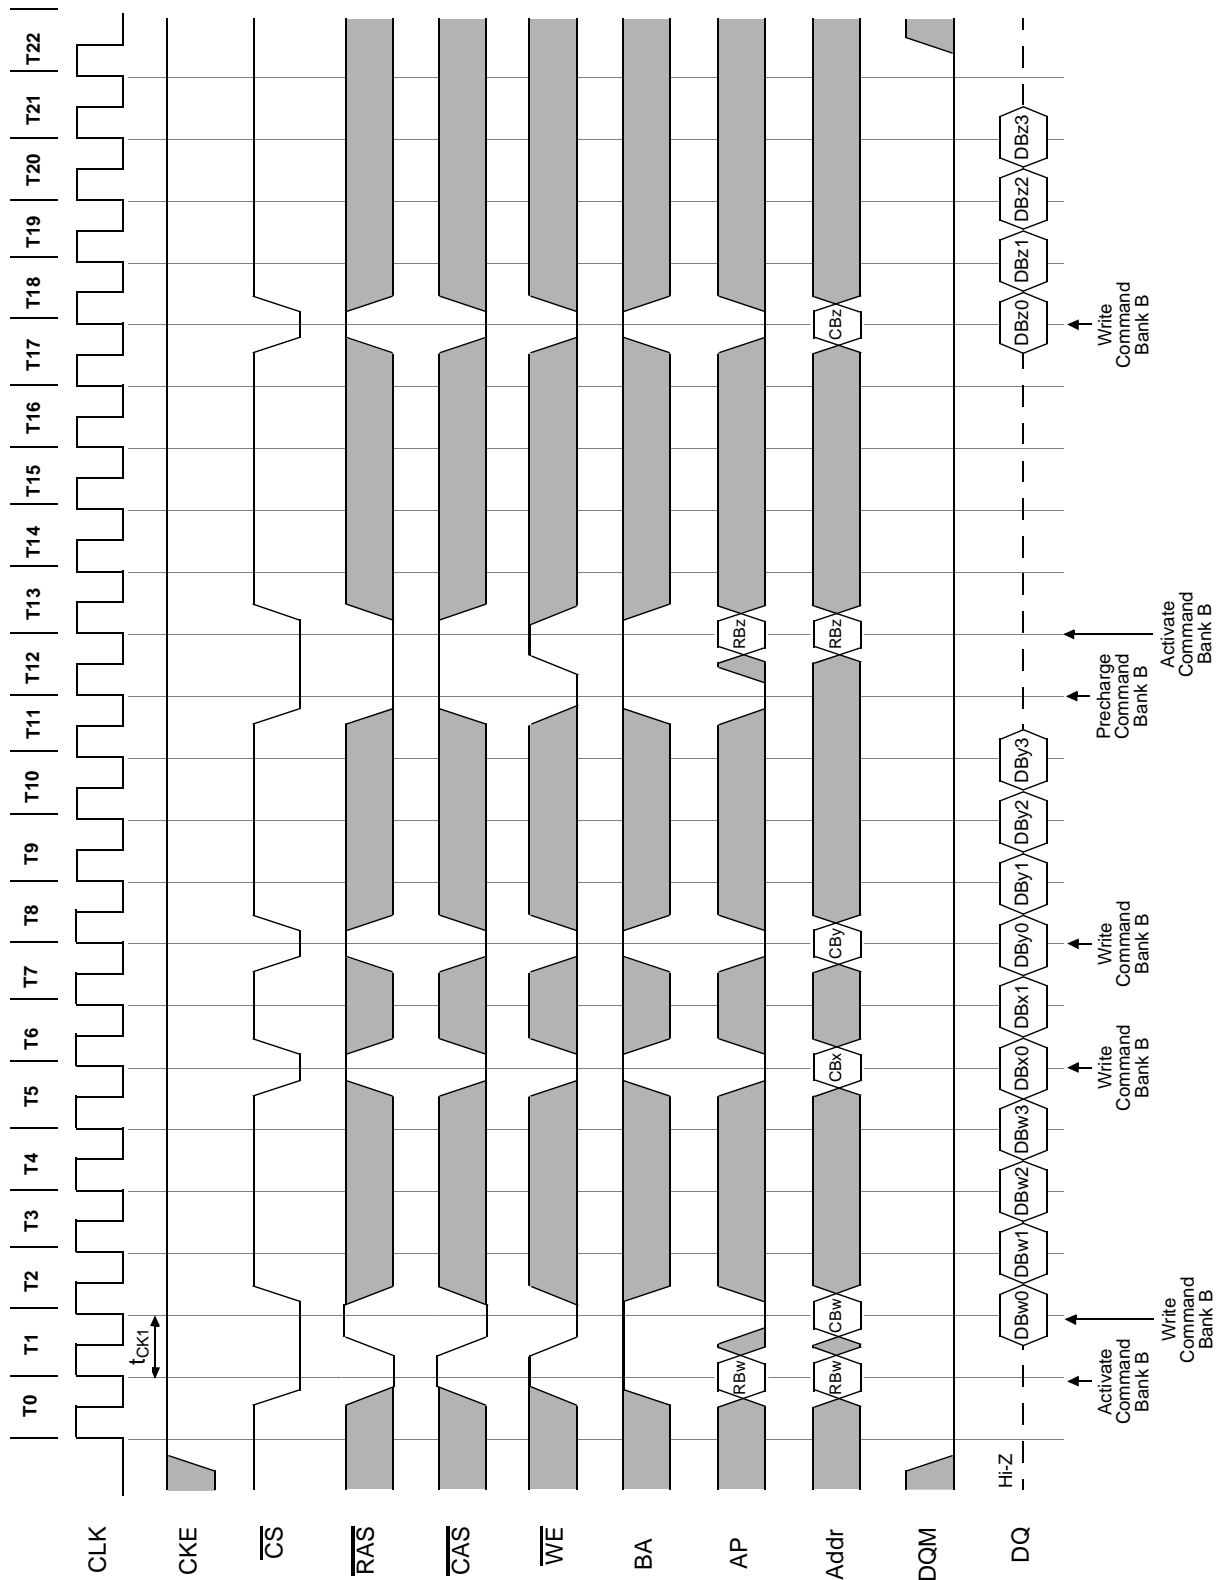 T0 T1 T2 T3 T4 T5 T6 T7 T8 T9 T10 T11 T12 T13 T14 T15 T16 T17 T18 T19 T20 T21 T22
CLK
tCK1
CKE
CS
RAS
CAS
WE
BA
AP
RBw RBz
Addr
RBw CBw CBx CBy RBz CBz
DQM
DQ
Hi-Z
DBw0 DBw1 DBw2 DBw3 DBx0 DBx1 DBy0 DBy1 DBy2 DBy3 DBz0 DBz1 DBz2 DBz3
Activate
Command
Bank B
Write
Command
Bank B
Write
Command
Bank B
Write
Command
Bank B
Precharge
Command
Bank B
Activate
Command
Bank B
Write
Command
Bank B